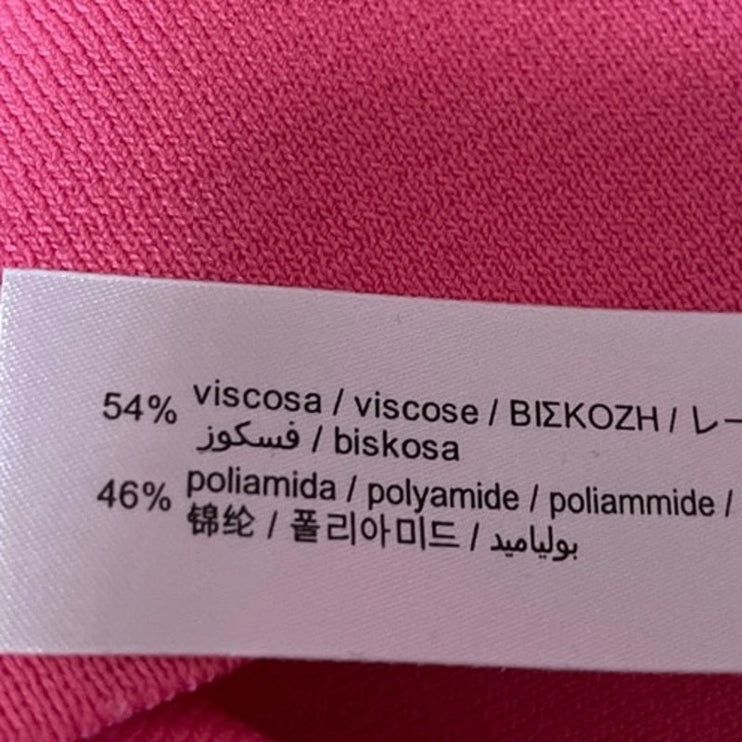 54% viscosa / viscose / ΒΙΣΚΟΖΗ / レー
فسكوز / biskosa
46% poliamida / polyamide / poliammide /
锦纶 / 폴리아미드 / بولياميد